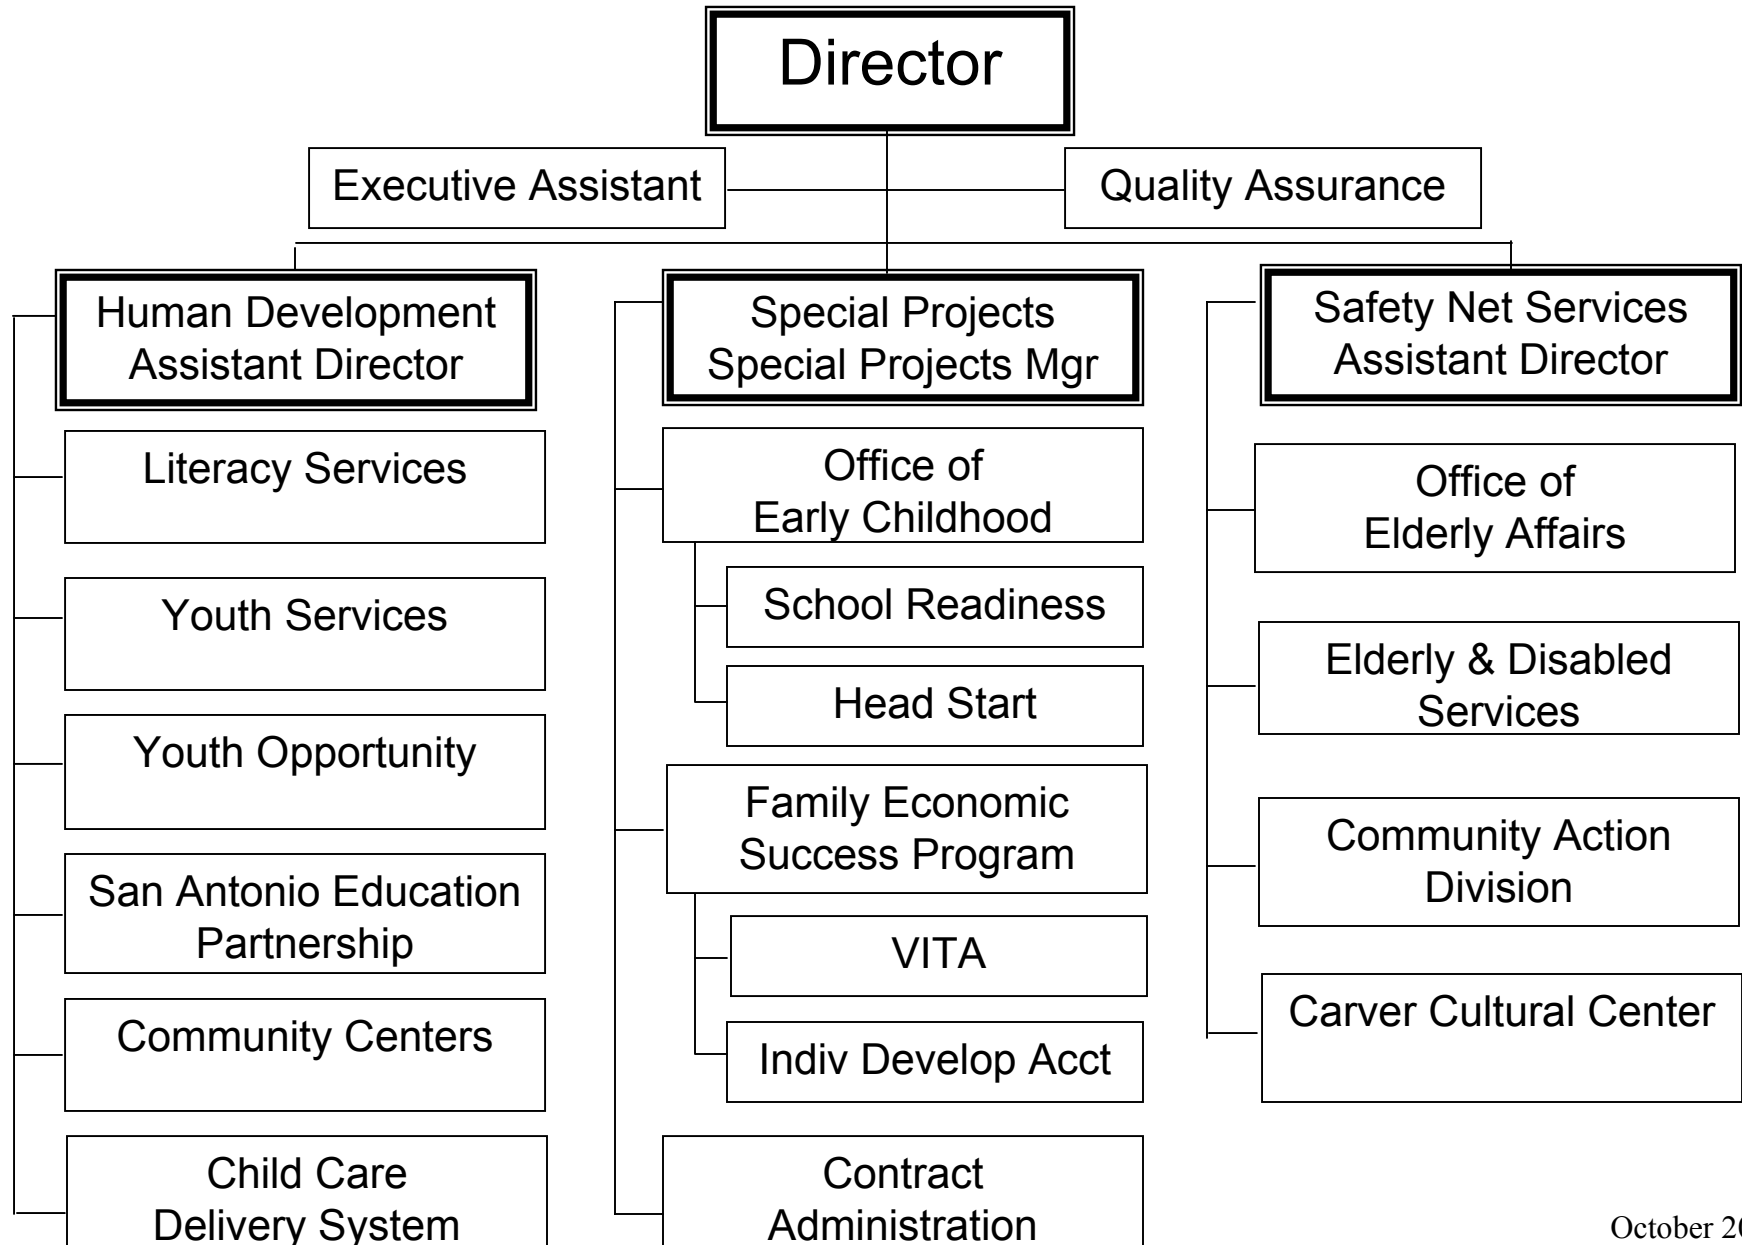 Director
Executive Assistant
Quality Assurance
Human Development
Assistant Director
Literacy Services
Youth Services
Youth Opportunity
San Antonio Education
Partnership
Community Centers
Child Care
Delivery System
Special Projects
Special Projects Mgr
Office of
Early Childhood
School Readiness
Head Start
Family Economic
Success Program
VITA
Indiv Develop Acct
Contract
Administration
Safety Net Services
Assistant Director
Office of
Elderly Affairs
Elderly & Disabled
Services
Community Action
Division
Carver Cultural Center
October